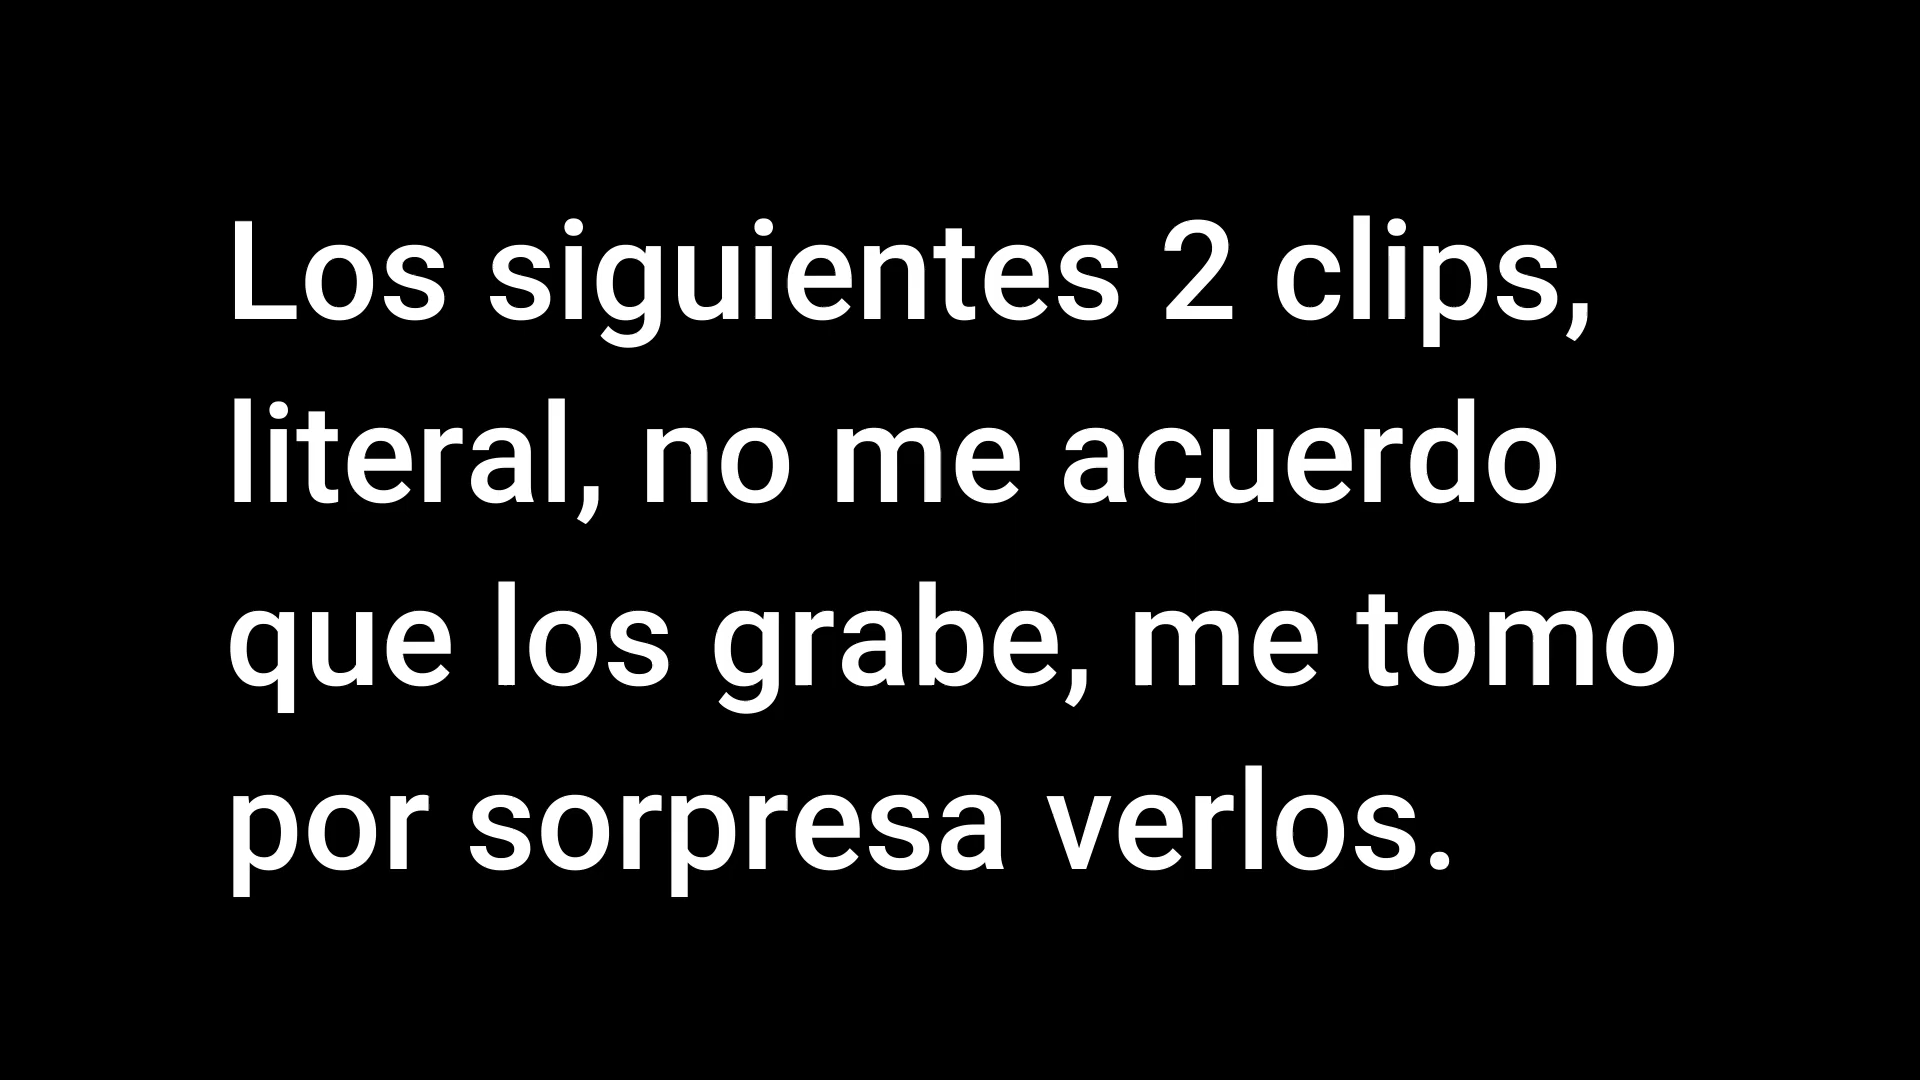 Los siguientes 2 clips,
literal, no me acuerdo
que los grabe, me tomo
por sorpresa verlos.